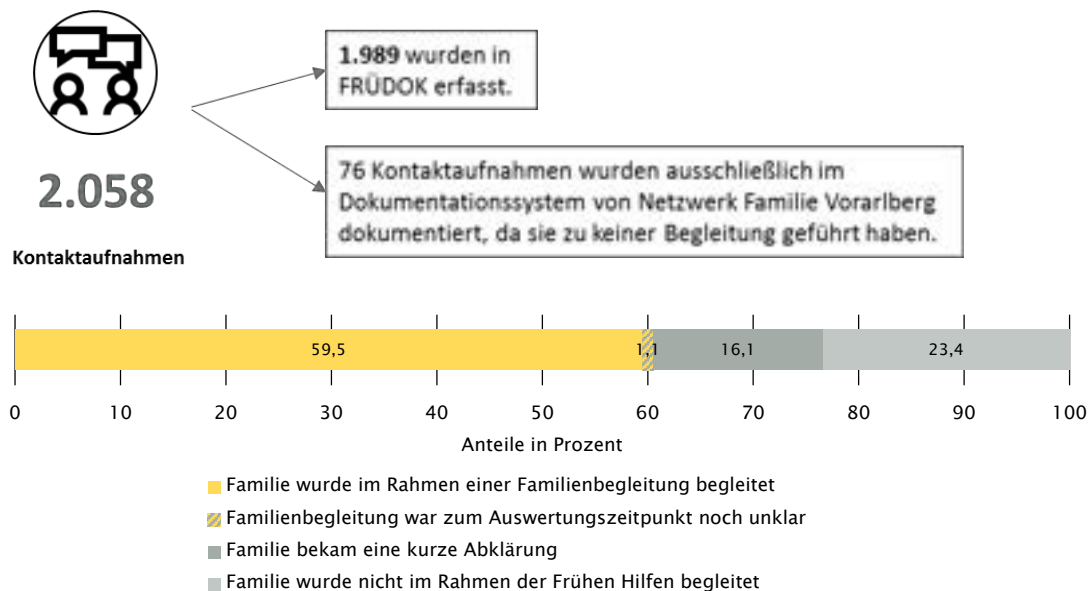 1.989 wurden in
FRÜDOK erfasst.
2.058
Kontaktaufnahmen
76 Kontaktaufnahmen wurden ausschließlich im
Dokumentationssystem von Netzwerk Familie Vorarlberg
dokumentiert, da sie zu keiner Begleitung geführt haben.
59,5 1,1 16,1 23,4
0 10 20 30 40 50 60 70 80 90 100
Anteile in Prozent
Familie wurde im Rahmen einer Familienbegleitung begleitet
Familienbegleitung war zum Auswertungszeitpunkt noch unklar
Familie bekam eine kurze Abklärung
Familie wurde nicht im Rahmen der Frühen Hilfen begleitet